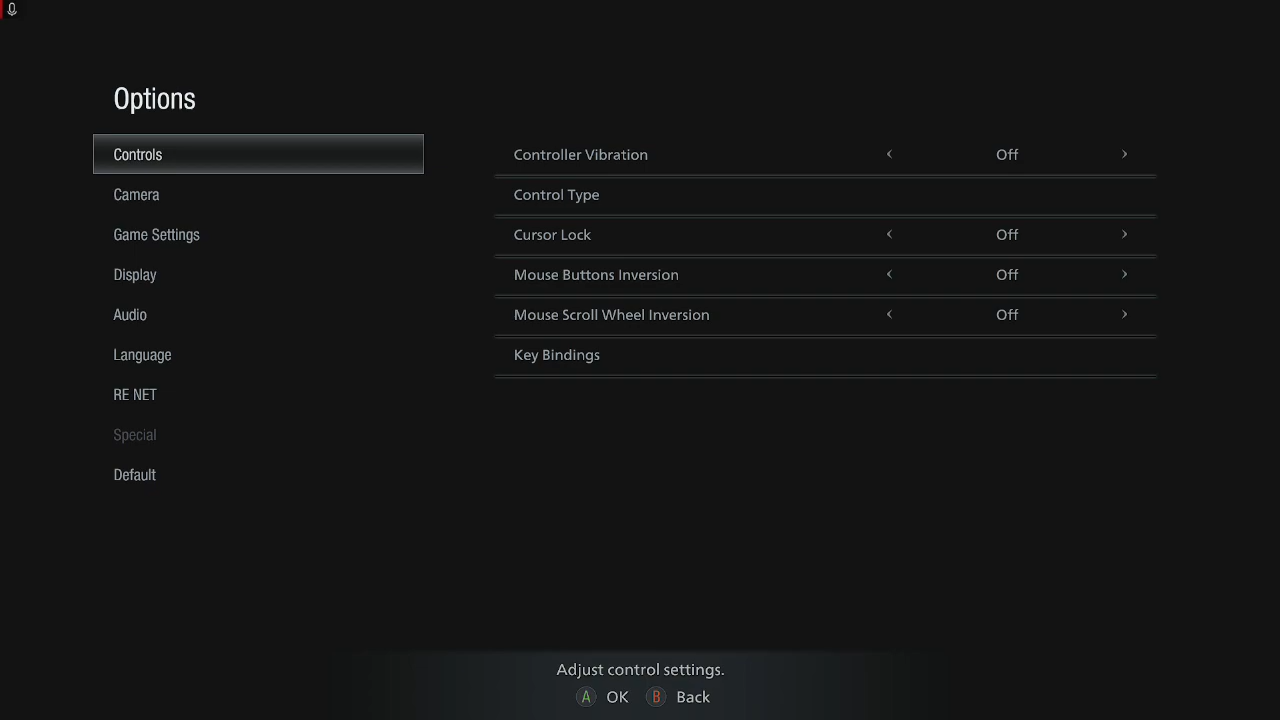 Options
Controls
Camera
Game Settings
Display
Audio
Language
RE NET
Special
Default
Controller Vibration Off
Control Type
Cursor Lock Off
Mouse Buttons Inversion Off
Mouse Scroll Wheel Inversion Off
Key Bindings
Adjust control settings.
A OK B Back